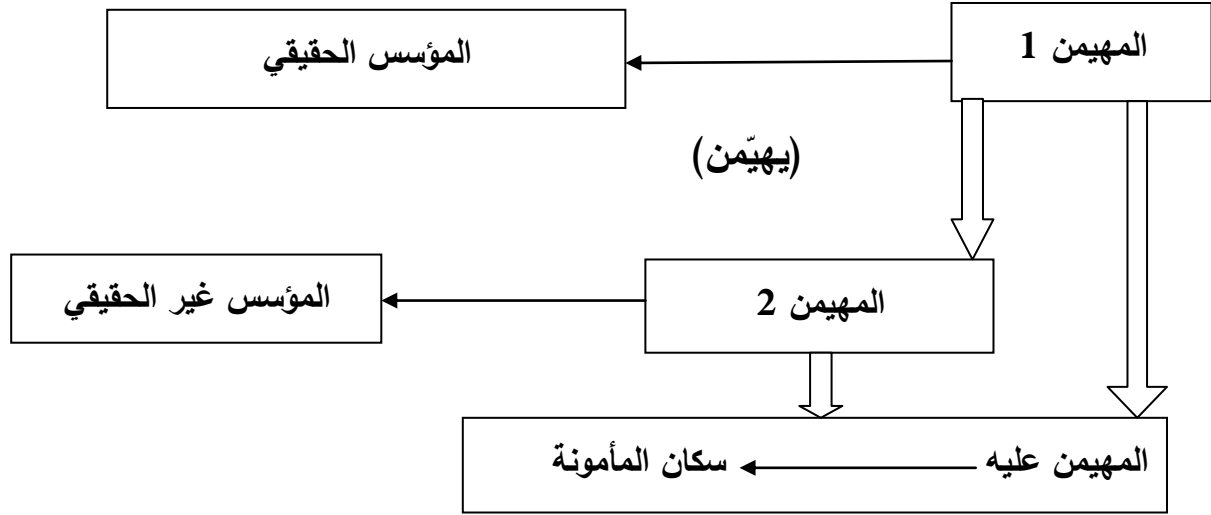 المهيمن 1
المؤسس الحقيقي
(يهيّمن)
المهيمن 2
المؤسس غير الحقيقي
المهيمن عليه
سكان المأمونة